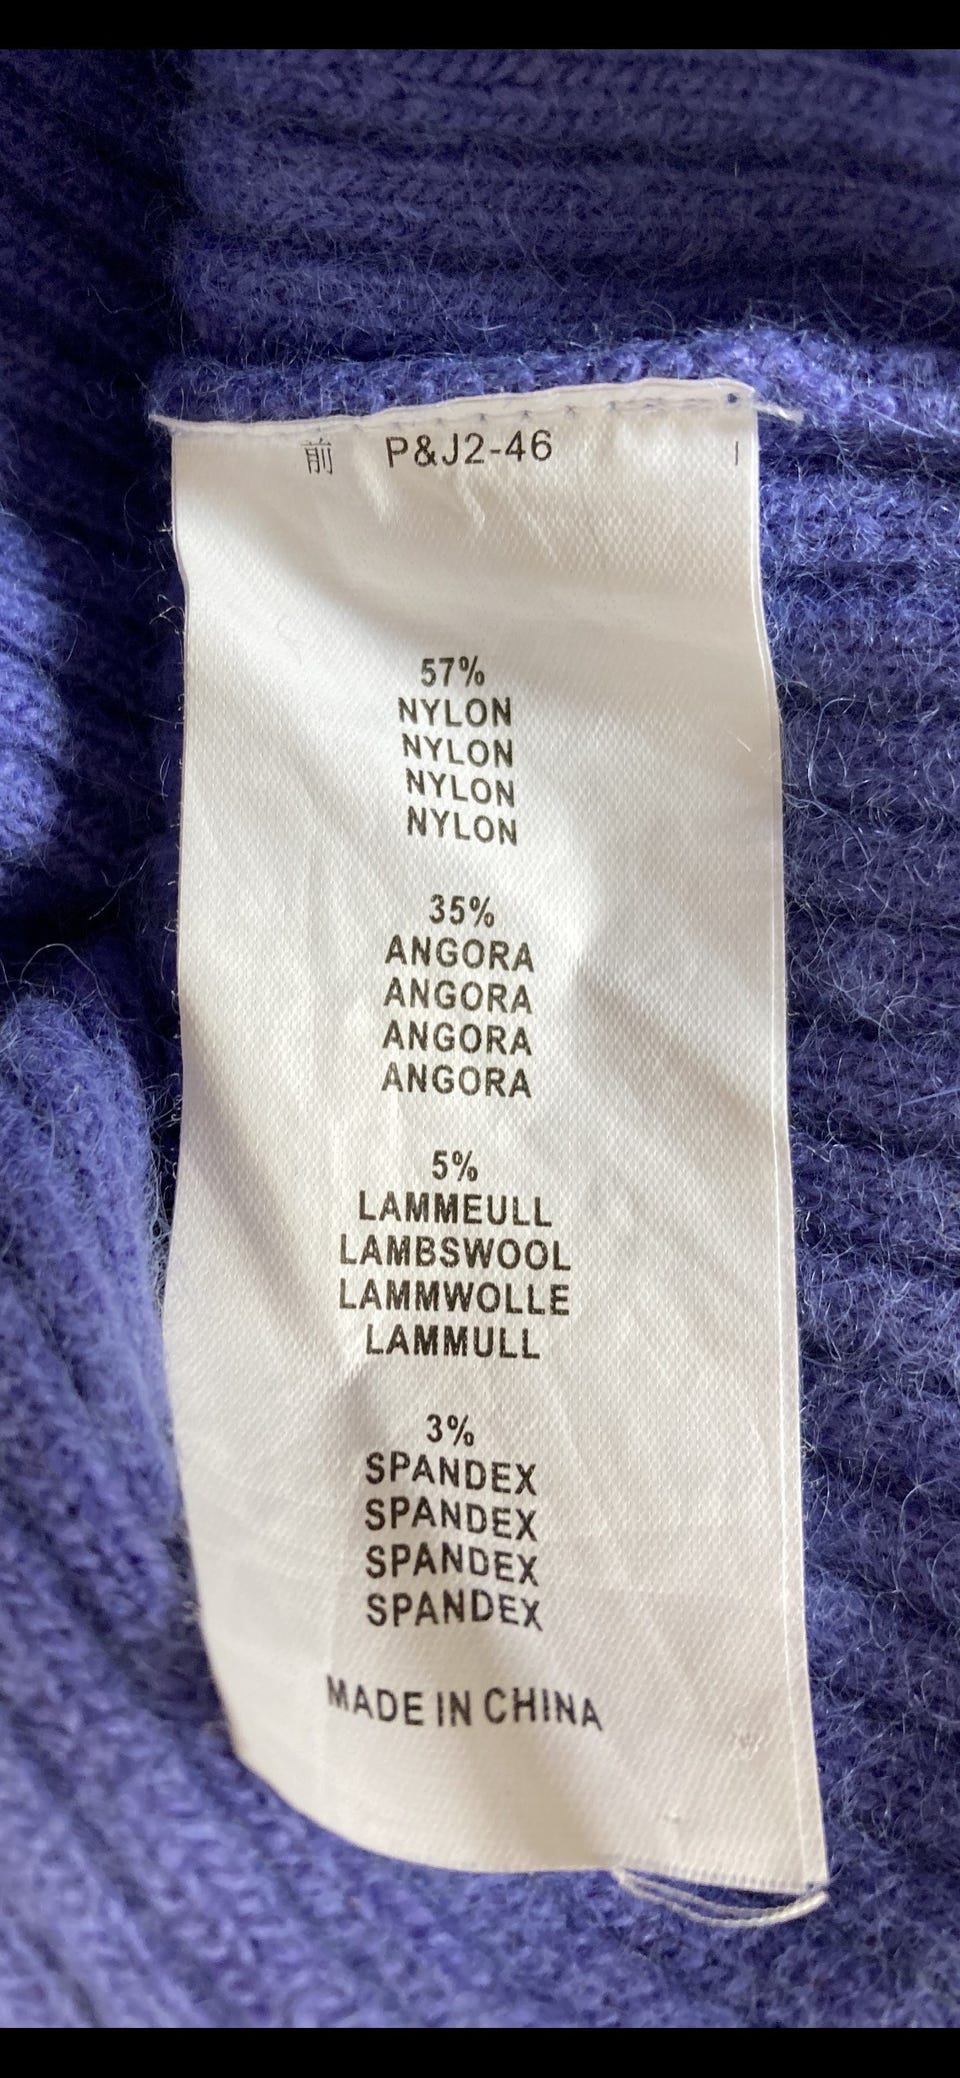 前 P&J2-46
57%
NYLON
NYLON
NYLON
NYLON
35%
ANGORA
ANGORA
ANGORA
ANGORA
5%
LAMMEULL
LAMBSWOOL
LAMMWOLLE
LAMMULL
3%
SPANDEX
SPANDEX
SPANDEX
SPANDEX
MADE IN CHINA